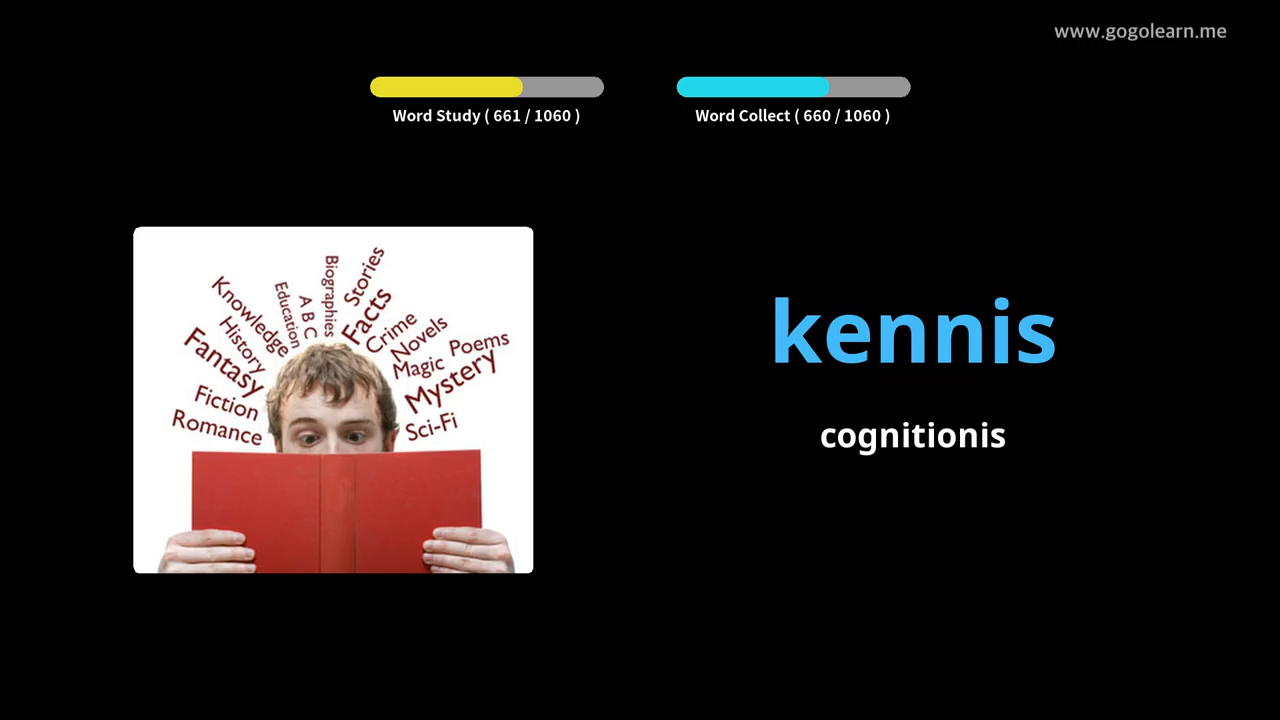 www.gogolearn.me
Word Study ( 661 / 1060 )
Word Collect ( 660 / 1060 )
kennis
cognitionis
Biographies
Stories
Education
A B C
Facts
Knowledge
Crime
History
Novels
Poems
Fantasy
Magic
Mystery
Fiction
Romance
Sci-Fi